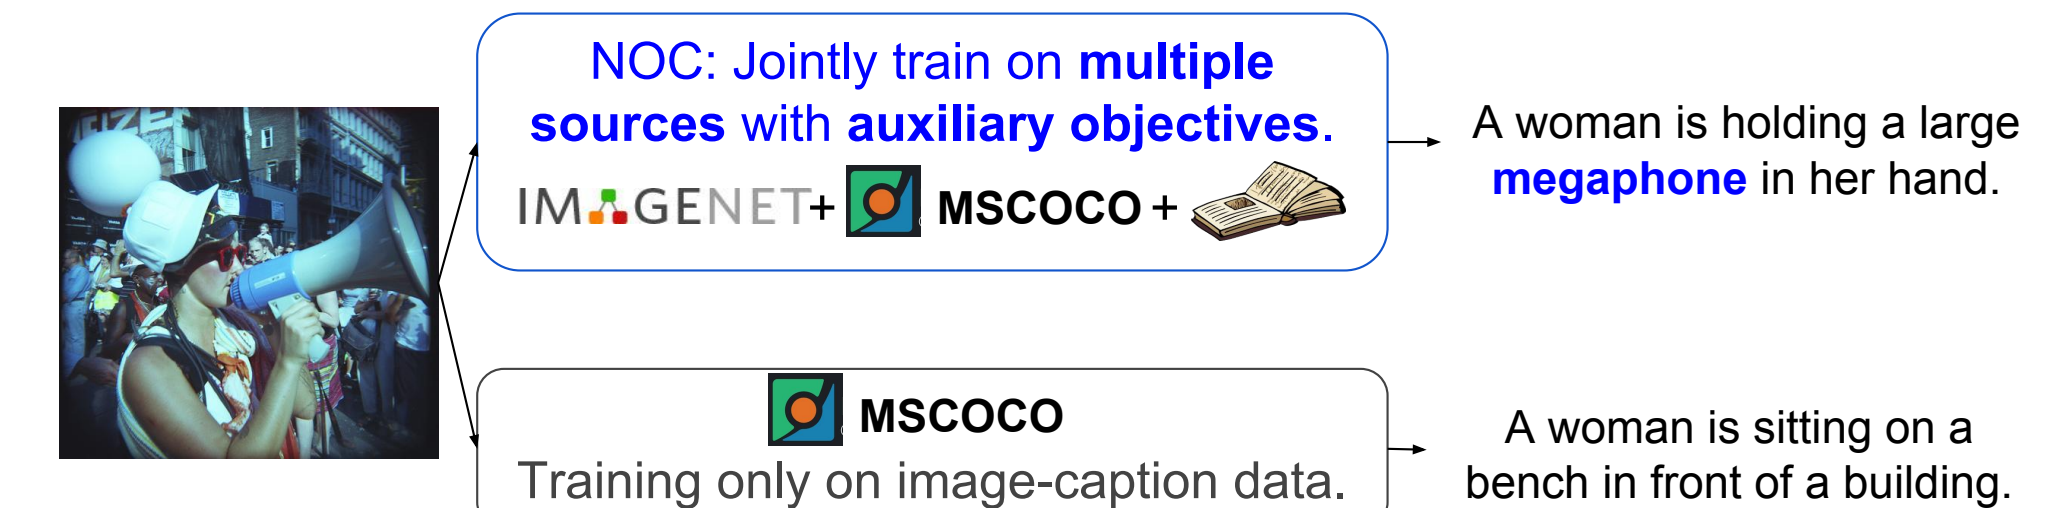 NOC: Jointly train on multiple
sources with auxiliary objectives.
IMAGENET + MSCOCO +
A woman is holding a large
megaphone in her hand.
MSCOCO
Training only on image-caption data.
A woman is sitting on a
bench in front of a building.